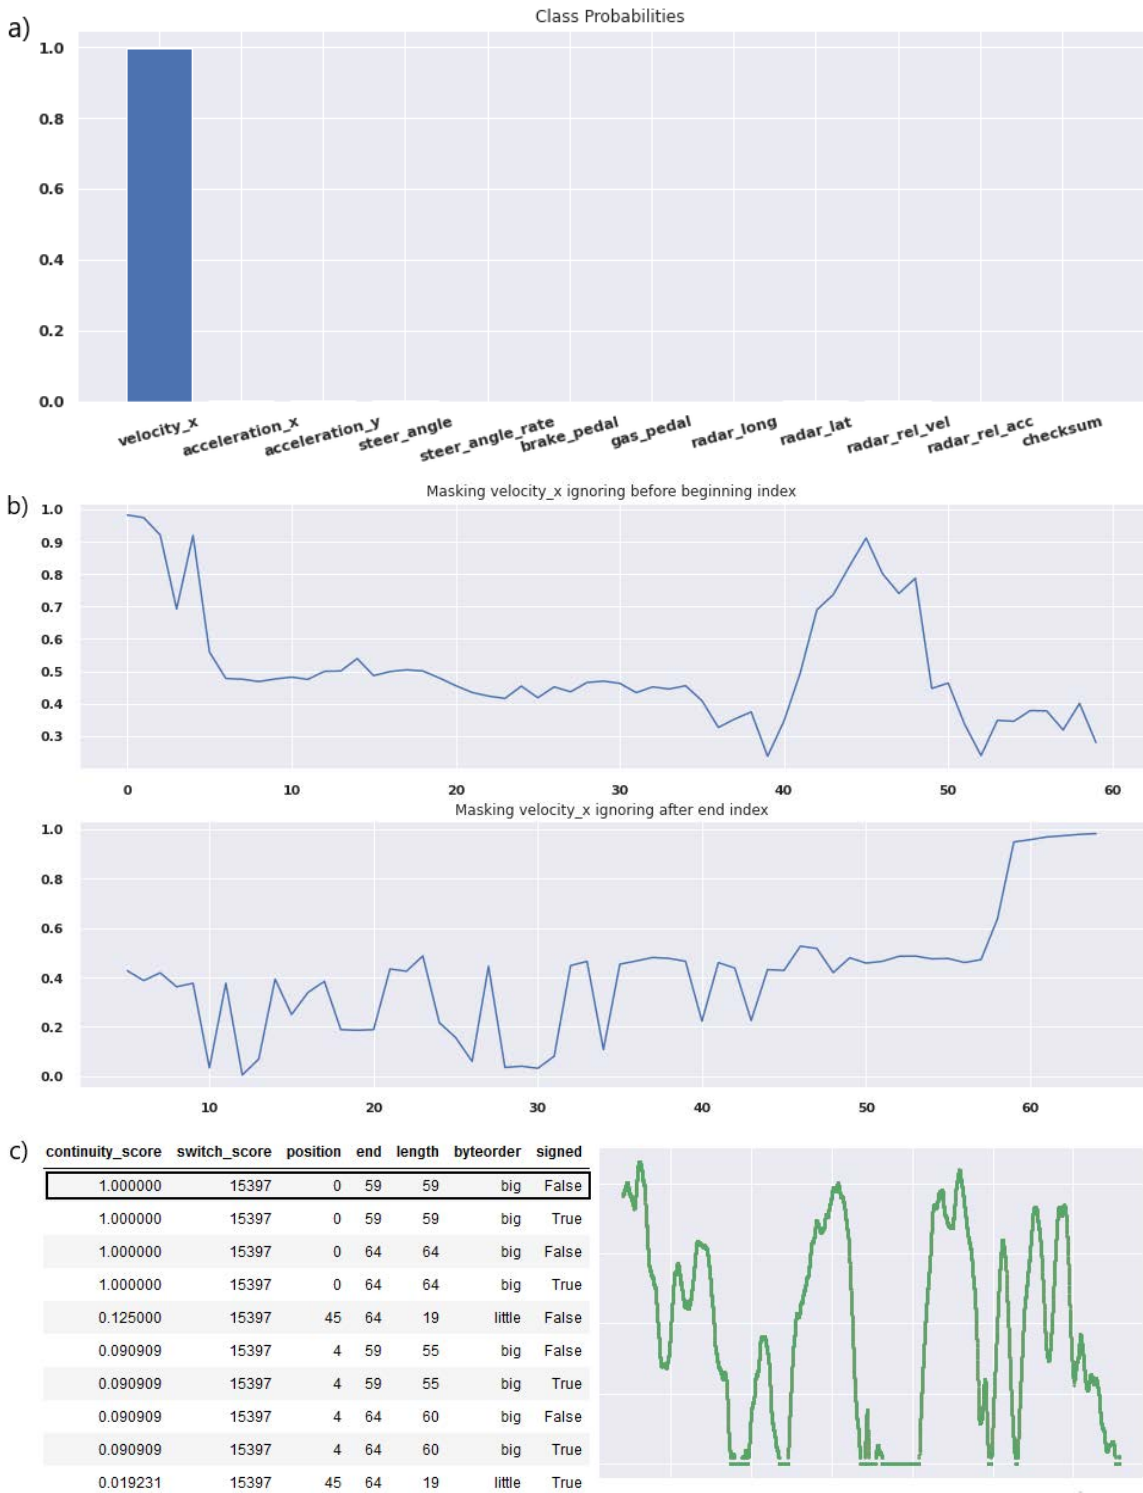 a)
Class Probabilities
1.0
0.8
0.6
0.4
0.2
0.0
velocity_x acceleration_x acceleration_y steer_angle steer_angle_rate brake_pedal gas_pedal radar_long radar_lat radar_rel_vel radar_rel_acc checksum
b)
Masking velocity_x ignoring before beginning index
1.0
0.9
0.8
0.7
0.6
0.5
0.4
0.3
0 10 20 30 40 50 60
Masking velocity_x ignoring after end index
1.0
0.8
0.6
0.4
0.2
0.0
10 20 30 40 50 60
c)
continuity_score switch_score position end length byteorder signed
1.000000 15397 0 59 59 big False
1.000000 15397 0 59 59 big True
1.000000 15397 0 64 64 big False
1.000000 15397 0 64 64 big True
0.125000 15397 45 64 19 little False
0.090909 15397 4 59 55 big False
0.090909 15397 4 59 55 big True
0.090909 15397 4 64 60 big False
0.090909 15397 4 64 60 big True
0.019231 15397 45 64 19 little True